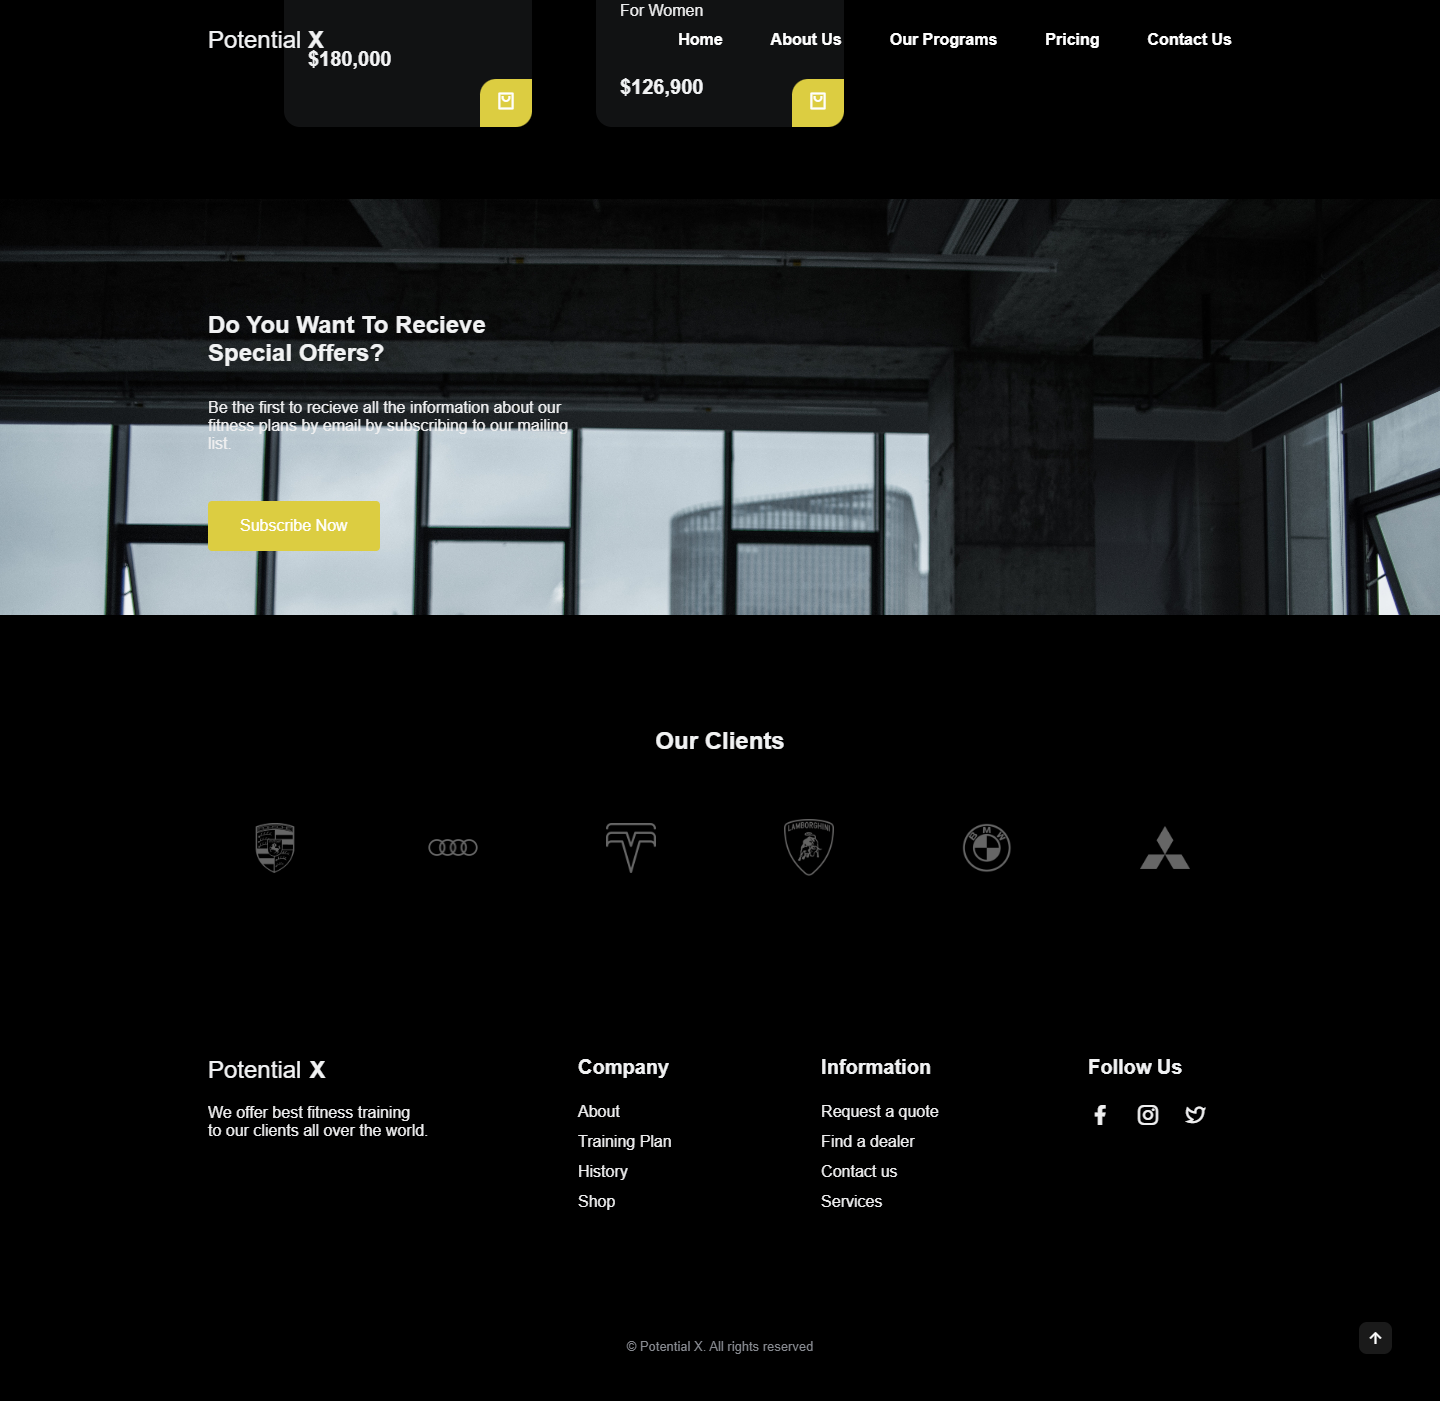 For Women
Potential X
Home About Us Our Programs Pricing Contact Us
$180,000
$126,900
Do You Want To Recieve
Special Offers?
Be the first to recieve all the information about our
fitness plans by email by subscribing to our mailing
list.
Subscribe Now
Our Clients
LAMBORGHINI
BMW
Potential X
We offer best fitness training
to our clients all over the world.
Company
About
Training Plan
History
Shop
Information
Request a quote
Find a dealer
Contact us
Services
Follow Us
© Potential X. All rights reserved